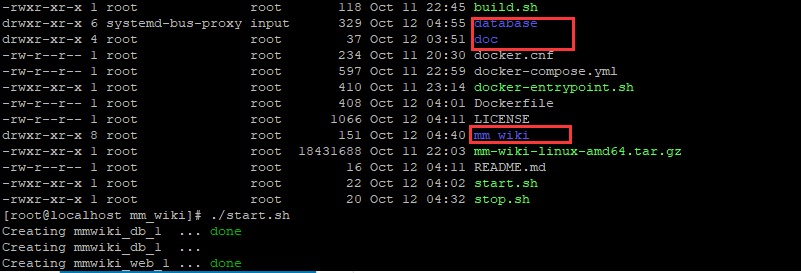 -rwxr-xr-x 1 root root 118 Oct 11 22:45 build.sh
drwxr-xr-x 6 systemd-bus-proxy input 329 Oct 12 04:55 database
drwxr-xr-x 4 root root 37 Oct 12 03:51 doc
-rw-r--r-- 1 root root 234 Oct 11 20:30 docker.cnf
-rwxr-xr-x 1 root root 597 Oct 11 22:59 docker-compose.yml
-rwxr-xr-x 1 root root 410 Oct 11 23:14 docker-entrypoint.sh
-rw-r--r-- 1 root root 408 Oct 12 04:01 Dockerfile
-rw-r--r-- 1 root root 1066 Oct 11 04:11 LICENSE
drwxr-xr-x 8 root root 151 Oct 12 04:40 mm_wiki
-rwxr-xr-x 1 root root 18431688 Oct 11 22:03 mm-wiki-linux-amd64.tar.gz
-rw-r--r-- 1 root root 16 Oct 12 04:11 README.md
-rwxr-xr-x 1 root root 22 Oct 12 04:02 start.sh
-rwxr-xr-x 1 root root 20 Oct 12 04:32 stop.sh
[root@localhost mm_wiki]# ./start.sh
Creating mmwiki_db_1 ... done
Creating mmwiki_db_1 ...
Creating mmwiki_web_1 ... done